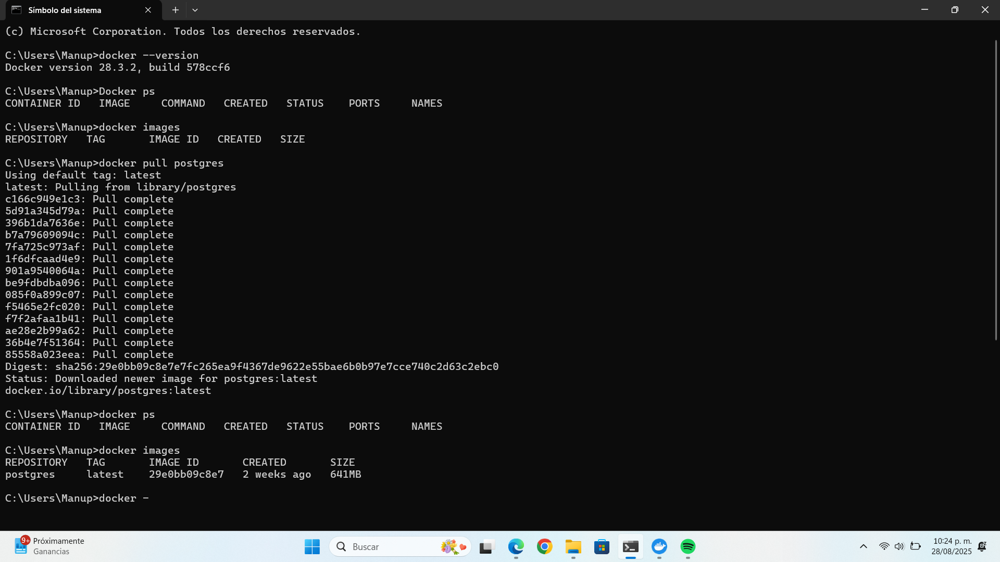 Símbolo del sistema
(c) Microsoft Corporation. Todos los derechos reservados.
C:\Users\Manup>docker --version
Docker version 28.3.2, build 578ccf6
C:\Users\Manup>Docker ps
CONTAINER ID   IMAGE     COMMAND   CREATED   STATUS    PORTS     NAMES
C:\Users\Manup>docker images
REPOSITORY   TAG       IMAGE ID   CREATED   SIZE
C:\Users\Manup>docker pull postgres
Using default tag: latest
latest: Pulling from library/postgres
c166c949e1c3: Pull complete
5d91a345d79a: Pull complete
396b1da7636e: Pull complete
b7a79609094c: Pull complete
7fa725c973af: Pull complete
1f6dfcaad4e9: Pull complete
901a9540064a: Pull complete
be9fdbdba096: Pull complete
085f0a899c07: Pull complete
f5465e2fc020: Pull complete
f7f2afaa1b41: Pull complete
ae28e2b99a62: Pull complete
36b4e7f51364: Pull complete
85558a023eea: Pull complete
Digest: sha256:29e0bb09c8e7e7fc265ea9f4367de9622e55bae6b0b97e7cce740c2d63c2ebc0
Status: Downloaded newer image for postgres:latest
docker.io/library/postgres:latest
C:\Users\Manup>docker ps
CONTAINER ID   IMAGE     COMMAND   CREATED   STATUS    PORTS     NAMES
C:\Users\Manup>docker images
REPOSITORY   TAG       IMAGE ID       CREATED       SIZE
postgres     latest    29e0bb09c8e7   2 weeks ago   641MB
C:\Users\Manup>docker -
9+
Próximamente
Ganancias
Buscar
10:24 p. m.
28/08/2025